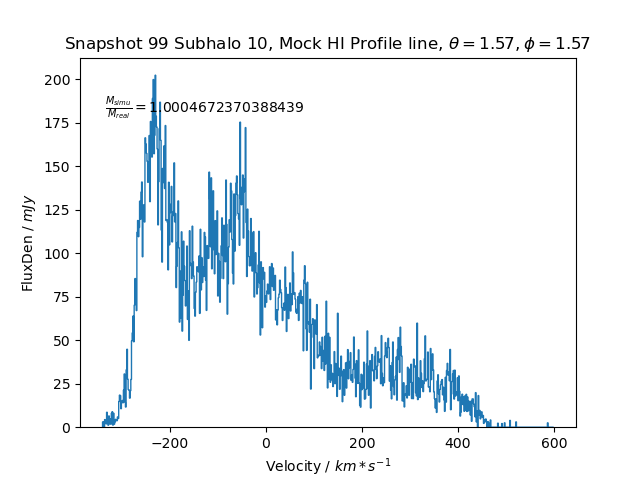 Snapshot 99 Subhalo 10, Mock HI Profile line, θ = 1.57, ϕ = 1.57
M_simu/M_real = 1.0004672370388439
FluxDen / mJy
200
175
150
125
100
75
50
25
0
−200 0 200 400 600
Velocity / km * s⁻¹